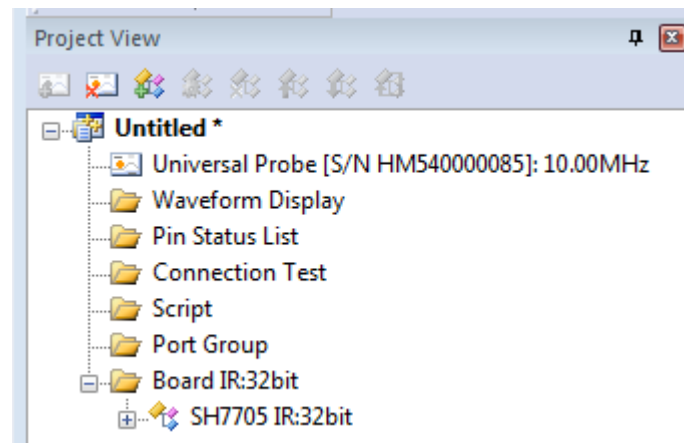 Project View
Untitled *
Universal Probe [S/N HM540000085]: 10.00MHz
Waveform Display
Pin Status List
Connection Test
Script
Port Group
Board IR:32bit
SH7705 IR:32bit